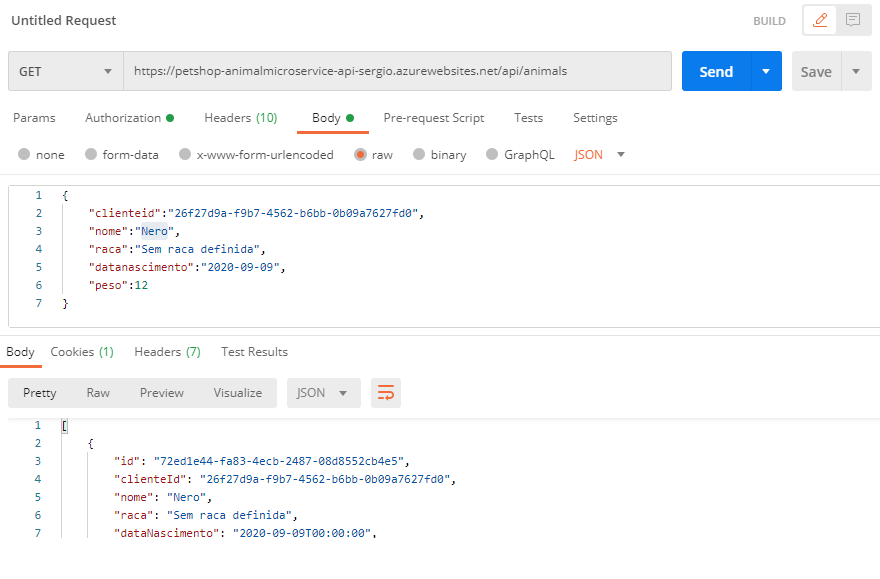 Untitled Request
BUILD
GET
https://petshop-animalmicroservice-api-sergio.azurewebsites.net/api/animals
Send
Save
Params Authorization Headers (10) Body Pre-request Script Tests Settings
none form-data x-www-form-urlencoded raw binary GraphQL JSON
1 {
2 "clienteid":"26f27d9a-f9b7-4562-b6bb-0b09a7627fd0",
3 "nome":"Nero",
4 "raca":"Sem raca definida",
5 "datanascimento":"2020-09-09",
6 "peso":12
7 }
Body Cookies (1) Headers (7) Test Results
Pretty Raw Preview Visualize JSON
1 [
2 {
3 "id": "72ed1e44-fa83-4ecb-2487-08d8552cb4e5",
4 "clienteId": "26f27d9a-f9b7-4562-b6bb-0b09a7627fd0",
5 "nome": "Nero",
6 "raca": "Sem raca definida",
7 "dataNascimento": "2020-09-09T00:00:00",